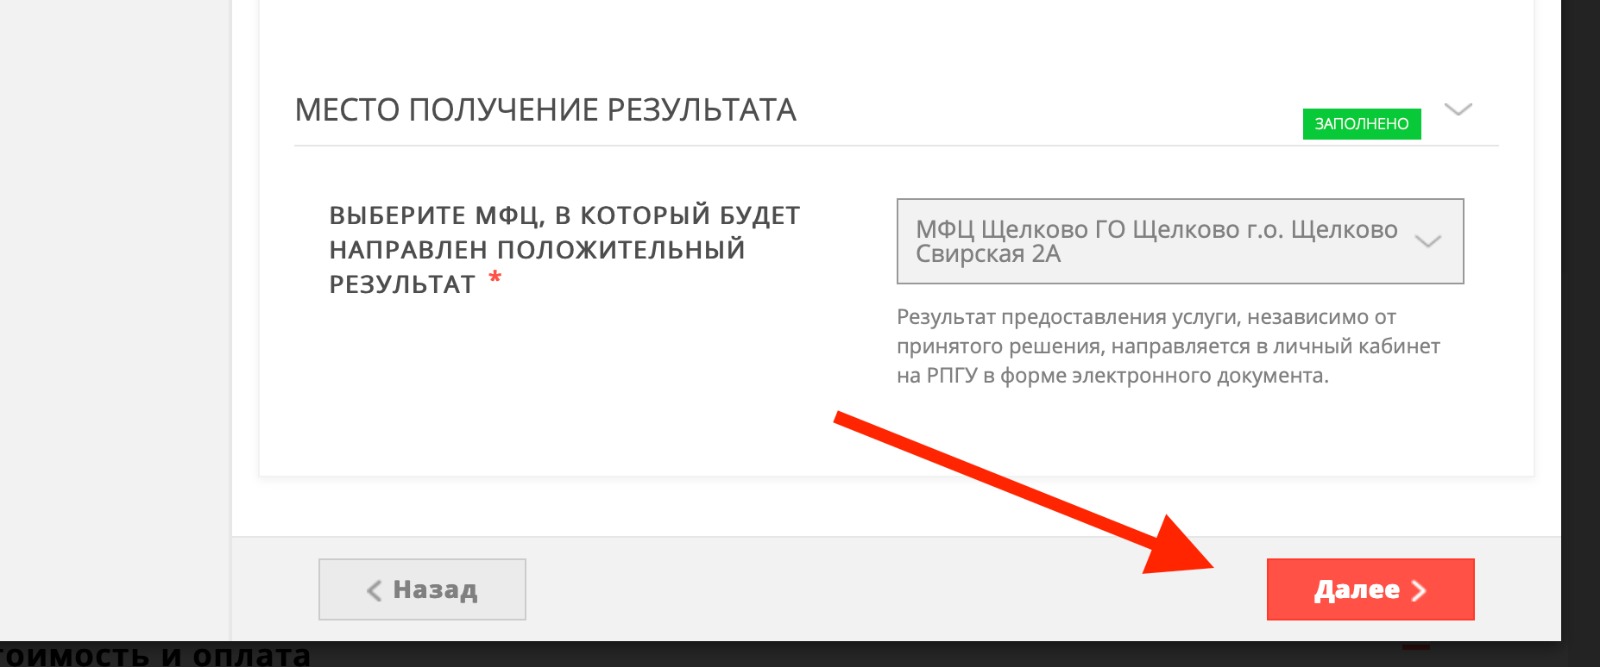 МЕСТО ПОЛУЧЕНИЕ РЕЗУЛЬТАТА
ЗАПОЛНЕНО
ВЫБЕРИТЕ МФЦ, В КОТОРЫЙ БУДЕТ
НАПРАВЛЕН ПОЛОЖИТЕЛЬНЫЙ
РЕЗУЛЬТАТ *
МФЦ Щелково ГО Щелково г.о. Щелково
Свирская 2А
Результат предоставления услуги, независимо от
принятого решения, направляется в личный кабинет
на РПГУ в форме электронного документа.
Назад
Далее
тоимость и оплата